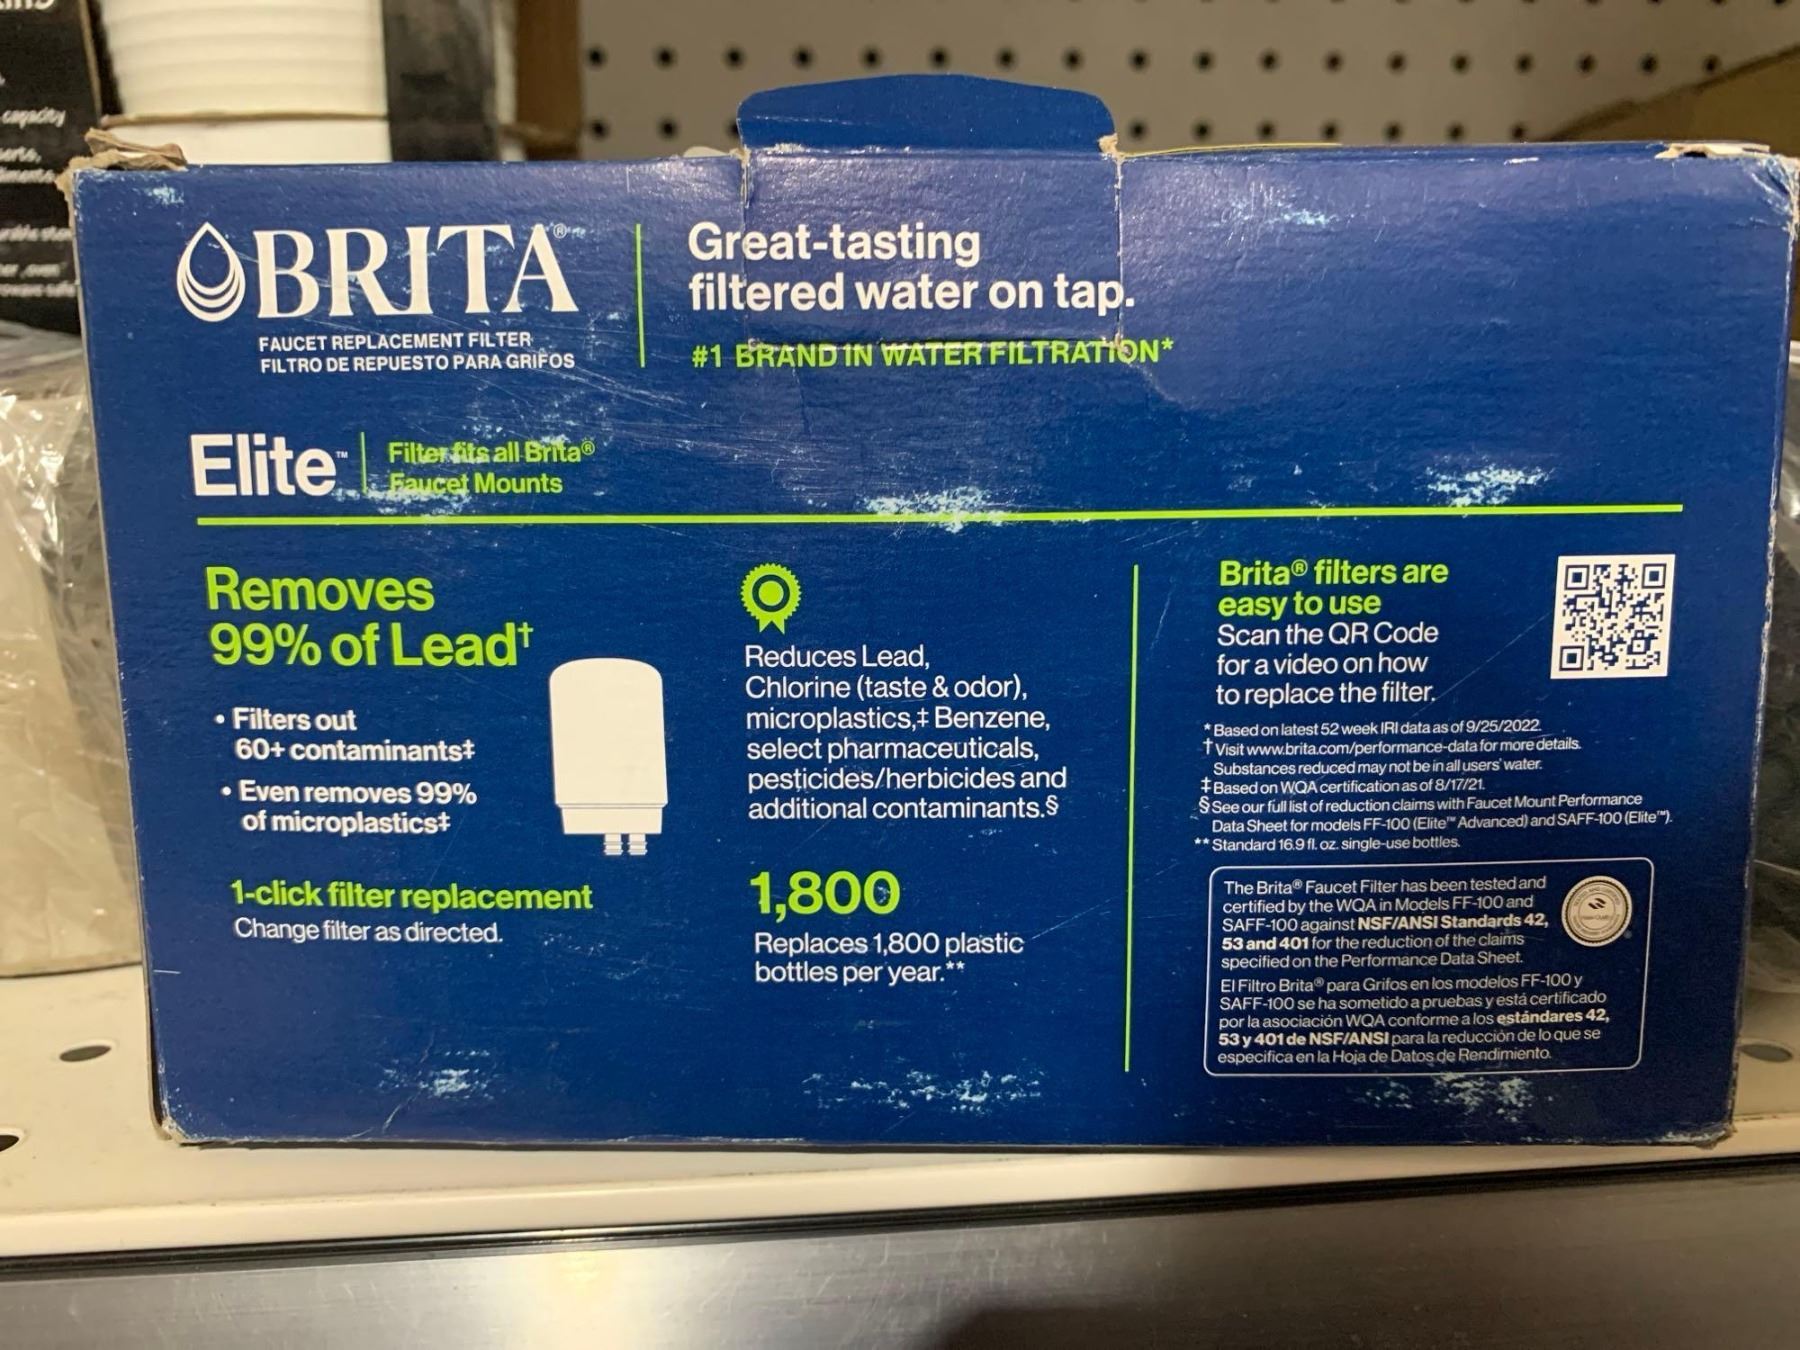 capacity
BRITA®
FAUCET REPLACEMENT FILTER
FILTRO DE REPUESTO PARA GRIFOS
Great-tasting
filtered water on tap.
#1 BRAND IN WATER FILTRATION*
Elite™
Filter fits all Brita®
Faucet Mounts
Removes
99% of Lead†
• Filters out
60+ contaminants‡
• Even removes 99%
of microplastics‡
1-click filter replacement
Change filter as directed.
Reduces Lead,
Chlorine (taste & odor),
microplastics,‡ Benzene,
select pharmaceuticals,
pesticides/herbicides and
additional contaminants.§
1,800
Replaces 1,800 plastic
bottles per year.**
Brita® filters are
easy to use
Scan the QR Code
for a video on how
to replace the filter.
* Based on latest 52 week IRI data as of 9/25/2022.
† Visit www.brita.com/performance-data for more details.
Substances reduced may not be in all users' water.
‡ Based on WQA certification as of 8/17/21.
§ See our full list of reduction claims with Faucet Mount Performance
Data Sheet for models FF-100 (Elite™ Advanced) and SAFF-100 (Elite™).
** Standard 16.9 fl. oz. single-use bottles.
The Brita® Faucet Filter has been tested and
certified by the WQA in Models FF-100 and
SAFF-100 against NSF/ANSI Standards 42,
53 and 401 for the reduction of the claims
specified on the Performance Data Sheet.
El Filtro Brita® para Grifos en los modelos FF-100 y
SAFF-100 se ha sometido a pruebas y está certificado
por la asociación WQA conforme a los estándares 42,
53 y 401 de NSF/ANSI para la reducción de lo que se
especifica en la Hoja de Datos de Rendimiento.